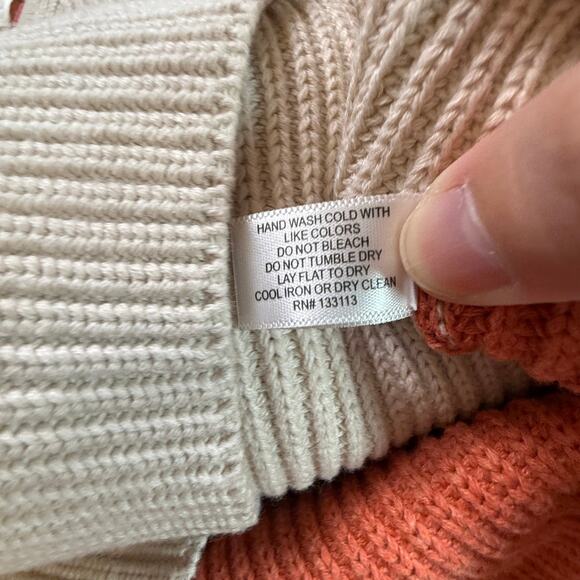 HAND WASH COLD WITH
LIKE COLORS
DO NOT BLEACH
DO NOT TUMBLE DRY
LAY FLAT TO DRY
COOL IRON OR DRY CLEAN
RN# 133113